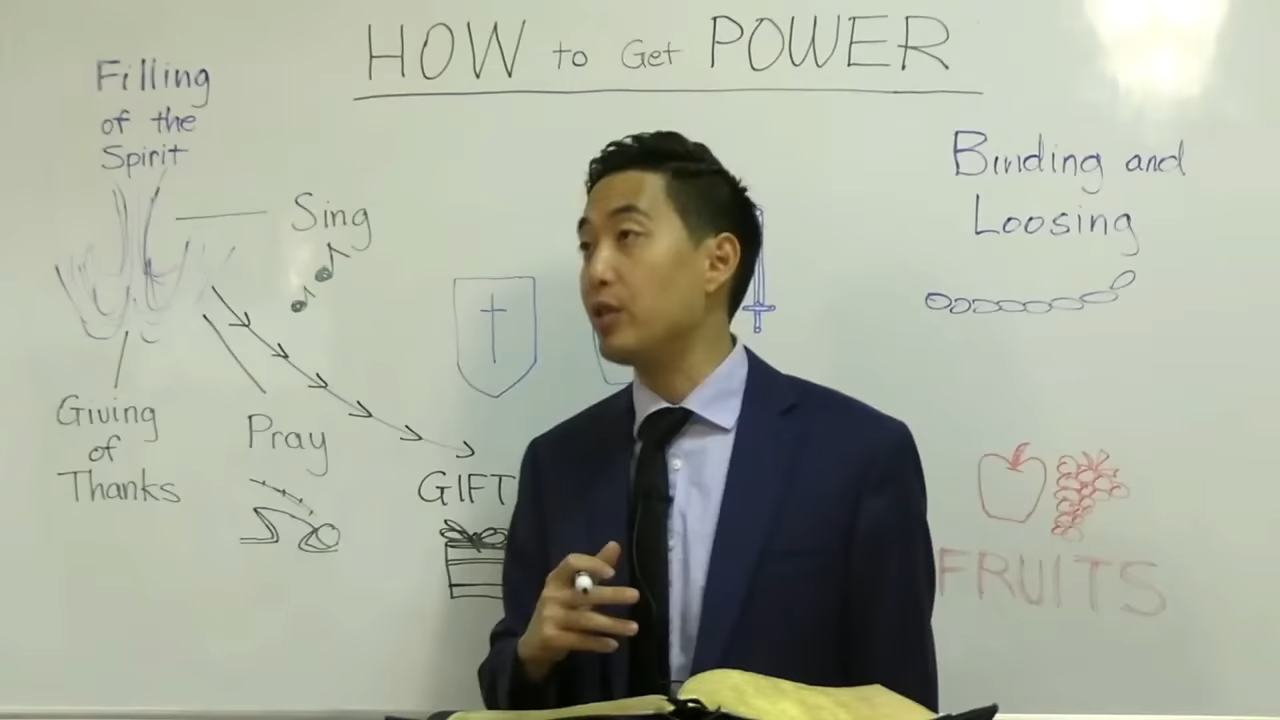 HOW to Get POWER
Filling
of the
Spirit
Sing
Giving
of
Thanks
Pray
GIFT
Binding and
Loosing
FRUITS